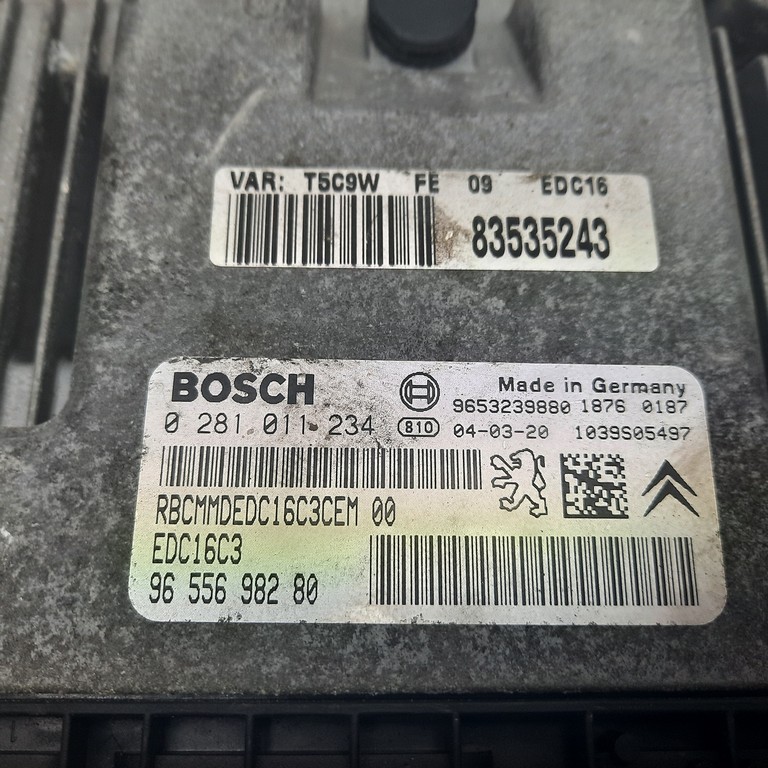 VAR: T5C9W FE 09 EDC16
83535243
BOSCH
Made in Germany
9653239880 1876 0187
0 281 011 234 810 04-03-20 1039S05497
RBCMMDEDC16C3CEM 00
EDC16C3
96 556 982 80